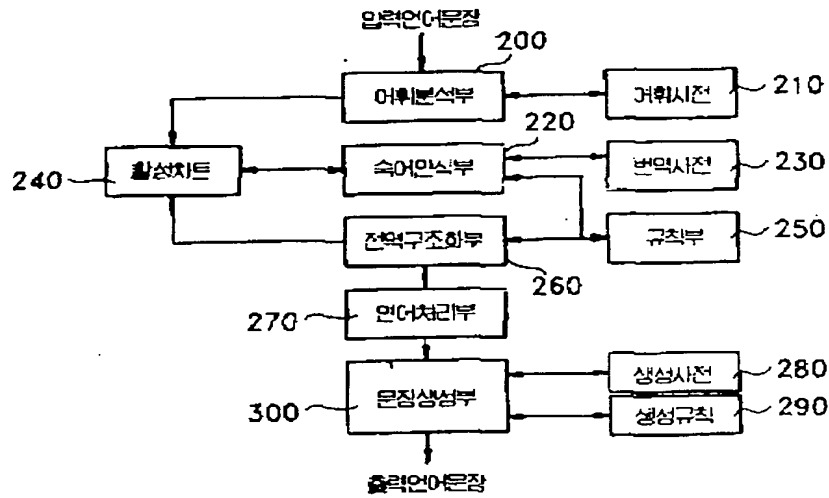 입력언어문장
200
어휘분석부
어휘사전
210
220
활성차트
숙어인식부
번역사전
230
240
전역구조화부
규칙부
250
260
270
연어처리부
생성사전
280
300
문장생성부
생성규칙
290
출력언어문장